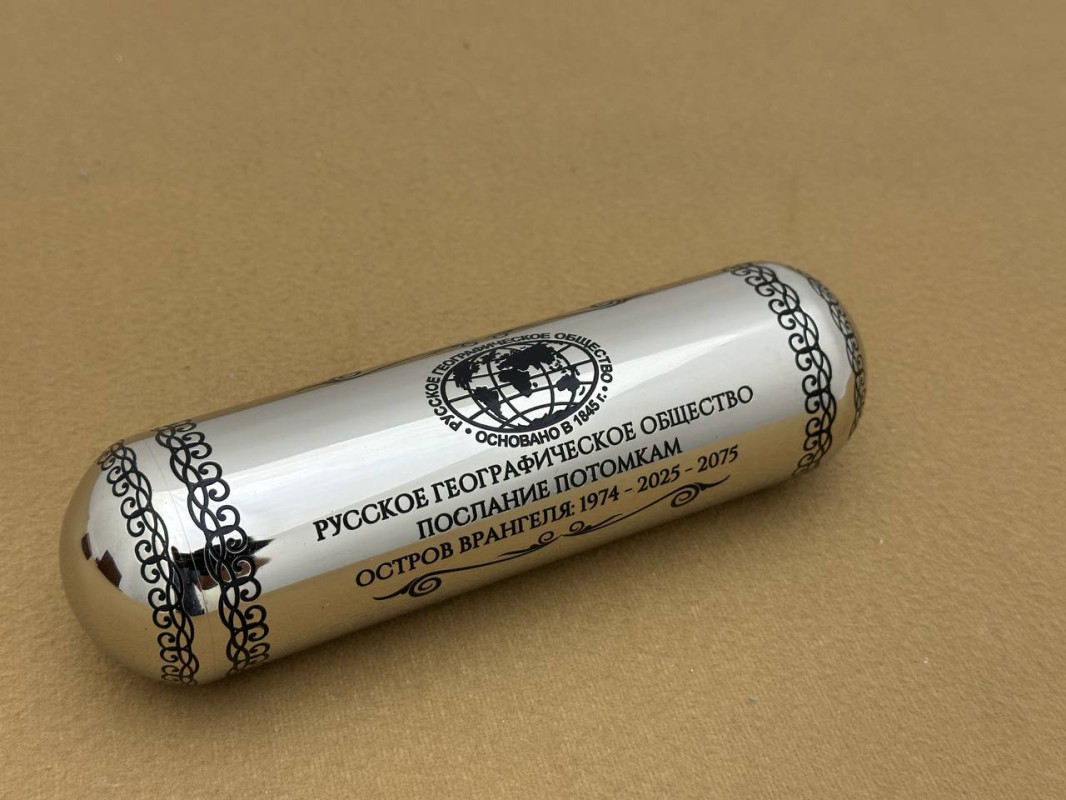 РУССКОЕ ГЕОГРАФИЧЕСКОЕ ОБЩЕСТВО
• ОСНОВАНО В 1845 г. •
РУССКОЕ ГЕОГРАФИЧЕСКОЕ ОБЩЕСТВО
ПОСЛАНИЕ ПОТОМКАМ
ОСТРОВ ВРАНГЕЛЯ: 1974 - 2025 - 2075